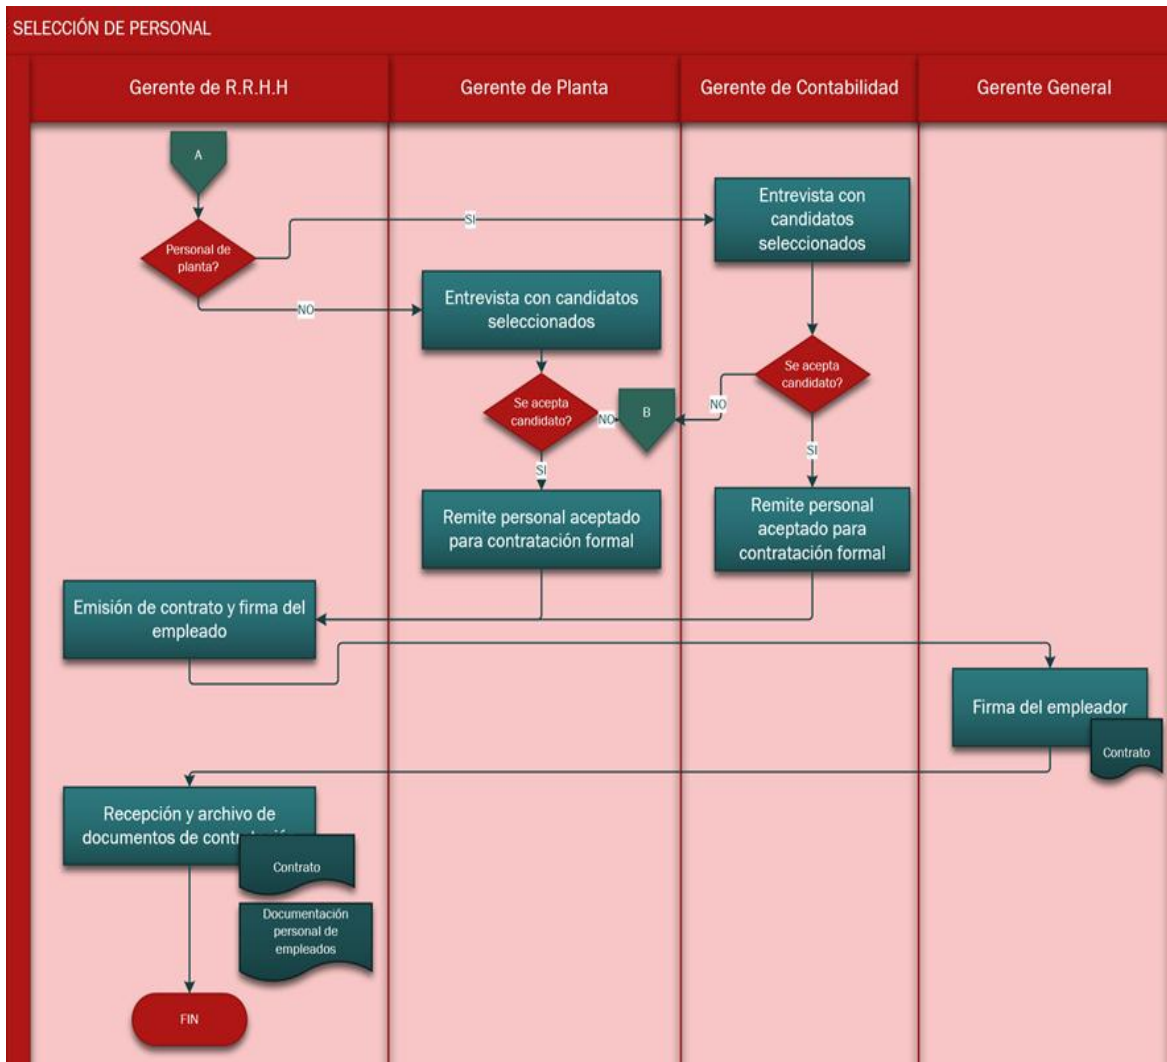 SELECCIÓN DE PERSONAL
Gerente de R.R.H.H
Gerente de Planta
Gerente de Contabilidad
Gerente General
A
Entrevista con
candidatos
seleccionados
SI
Personal de
planta?
NO
Entrevista con candidatos
seleccionados
Se acepta
candidato?
NO
Se acepta
candidato?
NO
B
SI
SI
Remite personal aceptado
para contratación formal
Remite personal
aceptado para
contratación formal
Emisión de contrato y firma del
empleado
Firma del empleador
Contrato
Recepción y archivo de
documentos de
Contrato
Documentación
personal de
empleados
FIN